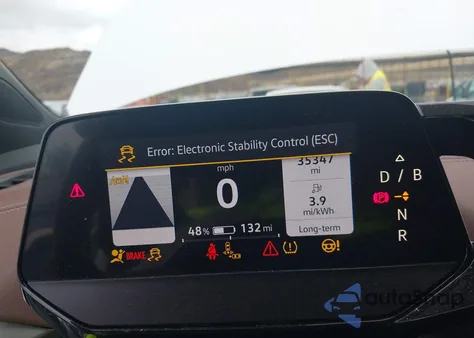 Error: Electronic Stability Control (ESC)
mph
0
48%
132 mi
35347
mi
3.9
mi/kWh
Long-term
D / B
N
R
BRAKE
autoSnap